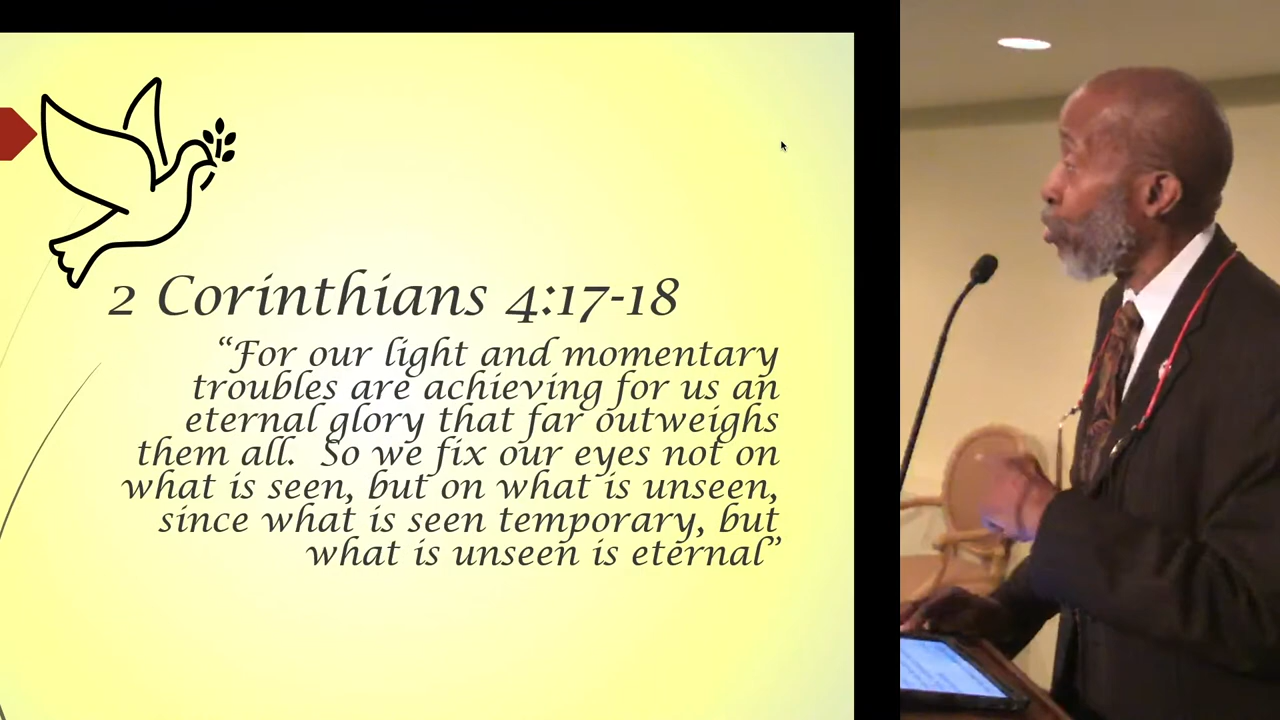 2 Corinthians 4:17-18
“For our light and momentary
troubles are achieving for us an
eternal glory that far outweighs
them all.  So we fix our eyes not on
what is seen, but on what is unseen,
since what is seen temporary, but
what is unseen is eternal”